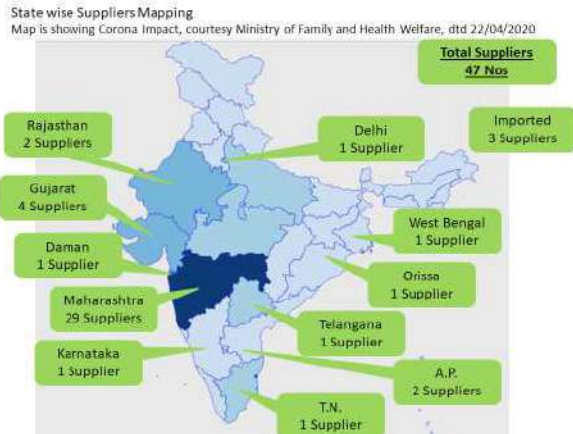 State wise Suppliers Mapping
Map is showing Corona Impact, courtesy Ministry of Family and Health Welfare, dtd 22/04/2020
Total Suppliers
47 Nos
Rajasthan
2 Suppliers
Delhi
1 Supplier
Imported
3 Suppliers
Gujarat
4 Suppliers
West Bengal
1 Supplier
Daman
1 Supplier
Orissa
1 Supplier
Maharashtra
29 Suppliers
Telangana
1 Supplier
Karnataka
1 Supplier
A.P.
2 Suppliers
T.N.
1 Supplier